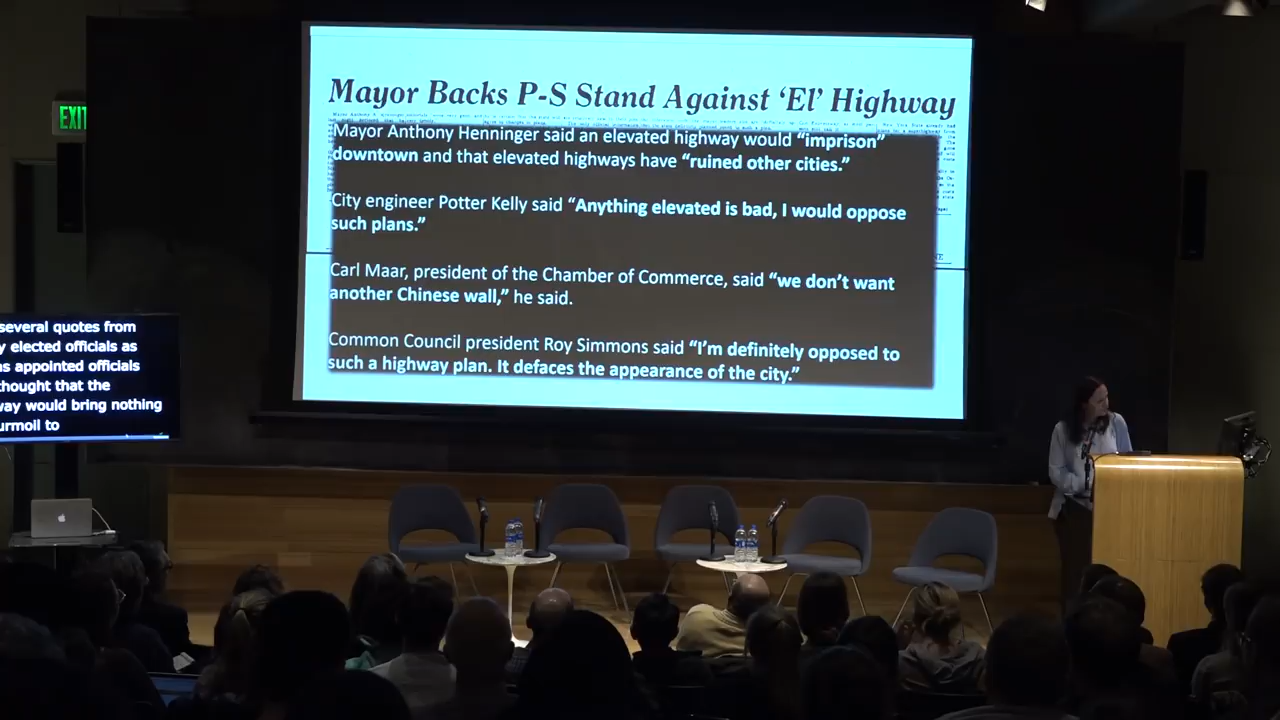 Mayor Backs P-S Stand Against ‘El’ Highway
Mayor Anthony Henninger said an elevated highway would “imprison”
downtown and that elevated highways have “ruined other cities.”
City engineer Potter Kelly said “Anything elevated is bad, I would oppose
such plans.”
Carl Maar, president of the Chamber of Commerce, said “we don’t want
another Chinese wall,” he said.
Common Council president Roy Simmons said “I’m definitely opposed to
such a highway plan. It defaces the appearance of the city.”
EXIT
several quotes from
y elected officials as
as appointed officials
thought that the
way would bring nothing
urmoil to